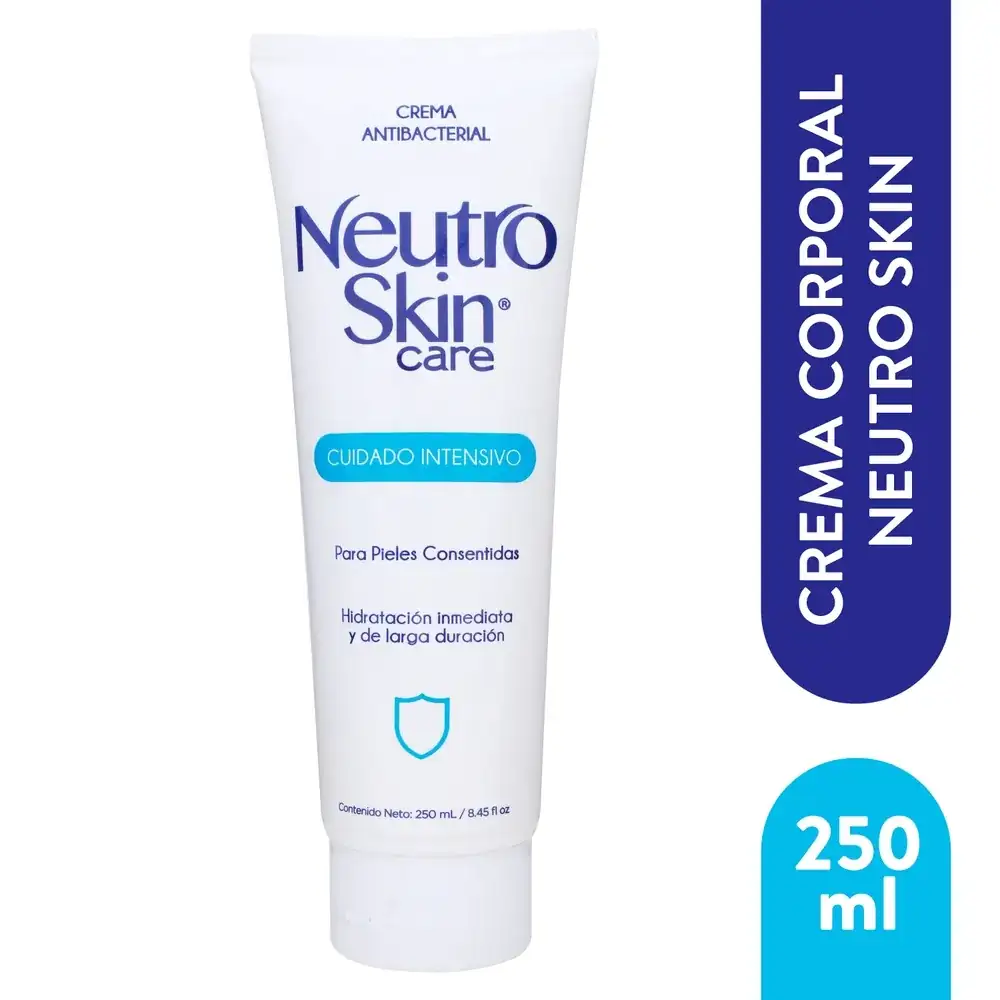 CREMA
ANTIBACTERIAL
Neutro
Skin®
care
CUIDADO INTENSIVO
Para Pieles Consentidas
Hidratación inmediata
y de larga duración
Contenido Neto: 250 mL / 8.45 fl oz
CREMA CORPORAL
NEUTRO SKIN
250
ml